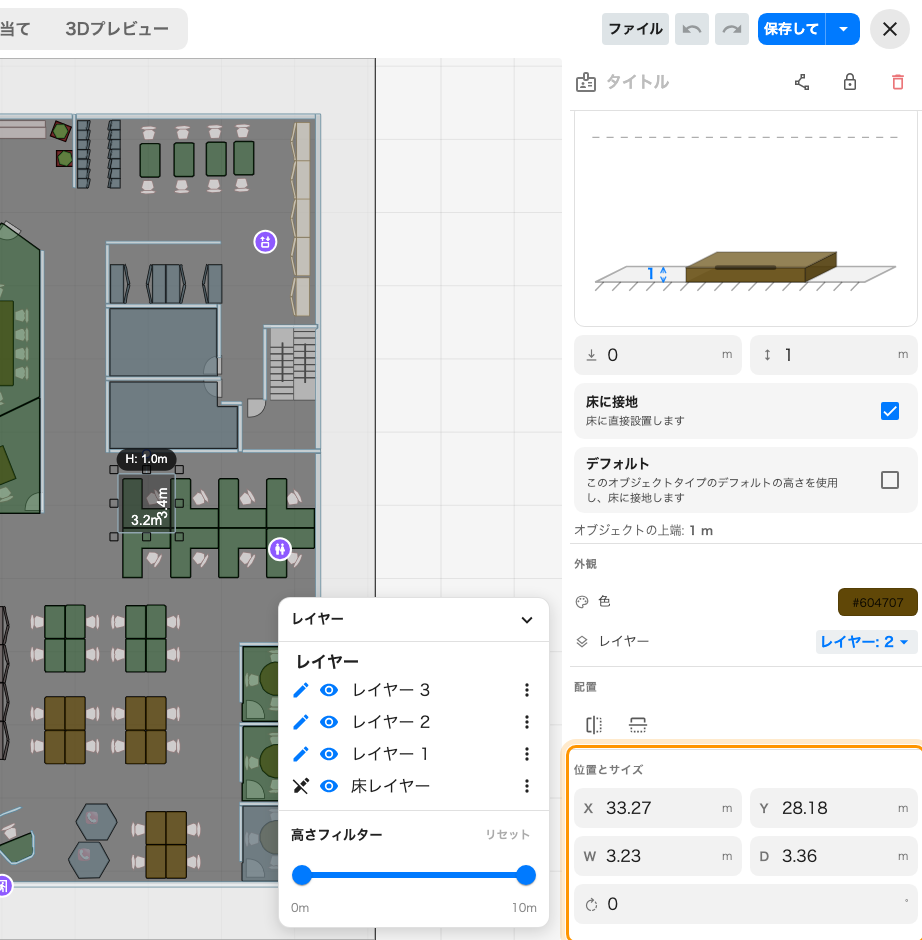 当て
3Dプレビュー
ファイル
保存して
タイトル
1
0 m
1 m
床に接地
床に直接設置します
デフォルト
このオブジェクトタイプのデフォルトの高さを使用
し、床に接地します
オブジェクトの上端: 1 m
外観
色
#604707
レイヤー
レイヤー: 2
配置
位置とサイズ
X 33.27 m
Y 28.18 m
W 3.23 m
D 3.36 m
0 °
H: 1.0m
3.4m
3.2m
レイヤー
レイヤー
レイヤー 3
レイヤー 2
レイヤー 1
床レイヤー
高さフィルター
リセット
0m
10m